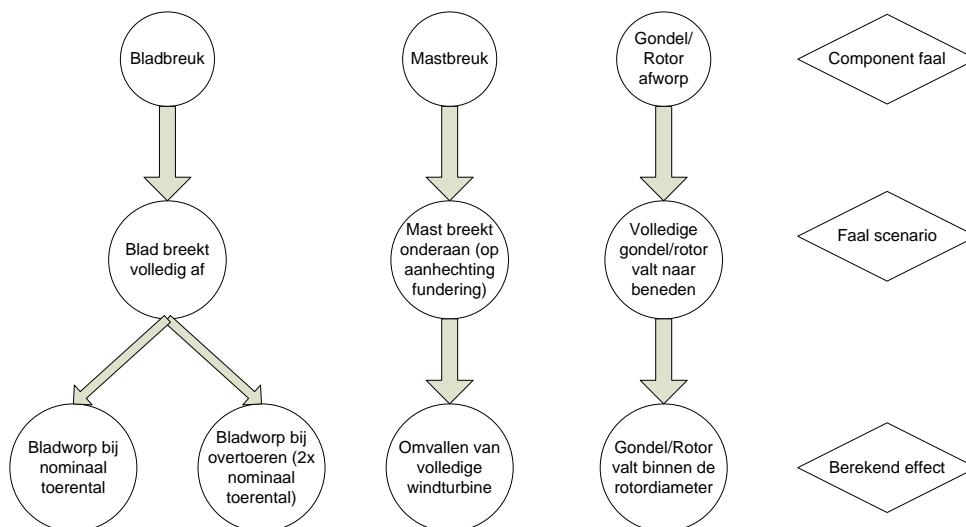 Bladbreuk
Mastbreuk
Gondel/
Rotor
afworp
Component faal
Blad breekt
volledig af
Mast breekt
onderaan (op
aanhechting
fundering)
Volledige
gondel/rotor
valt naar
beneden
Faal scenario
Bladworp bij
nominaal
toerental
Bladworp bij
overtoeren (2x
nominaal
toerental)
Omvallen van
volledige
windturbine
Gondel/Rotor
valt binnen de
rotordiameter
Berekend effect